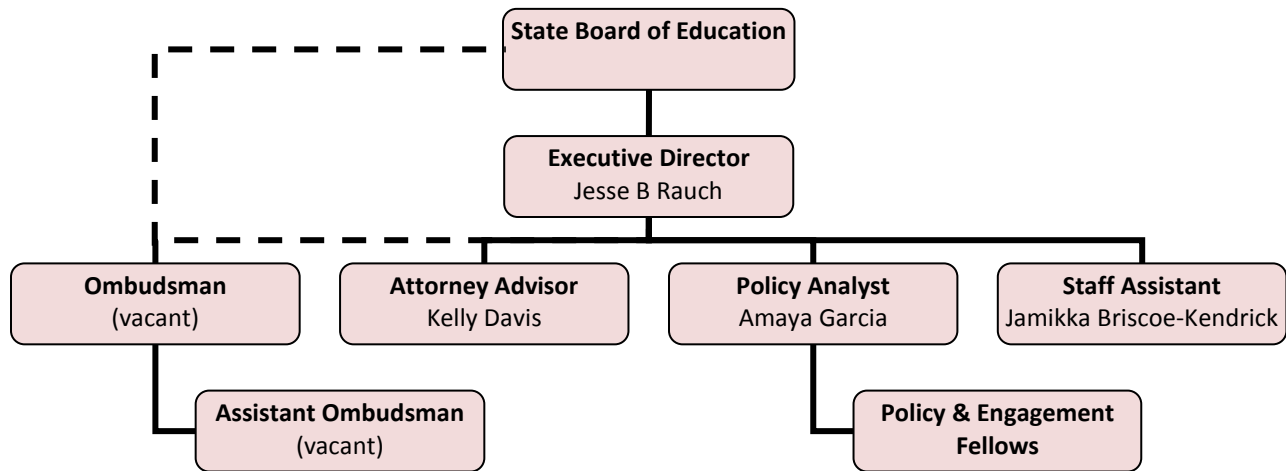 State Board of Education
Executive Director
Jesse B Rauch
Ombudsman
(vacant)
Attorney Advisor
Kelly Davis
Policy Analyst
Amaya Garcia
Staff Assistant
Jamikka Briscoe-Kendrick
Assistant Ombudsman
(vacant)
Policy & Engagement
Fellows